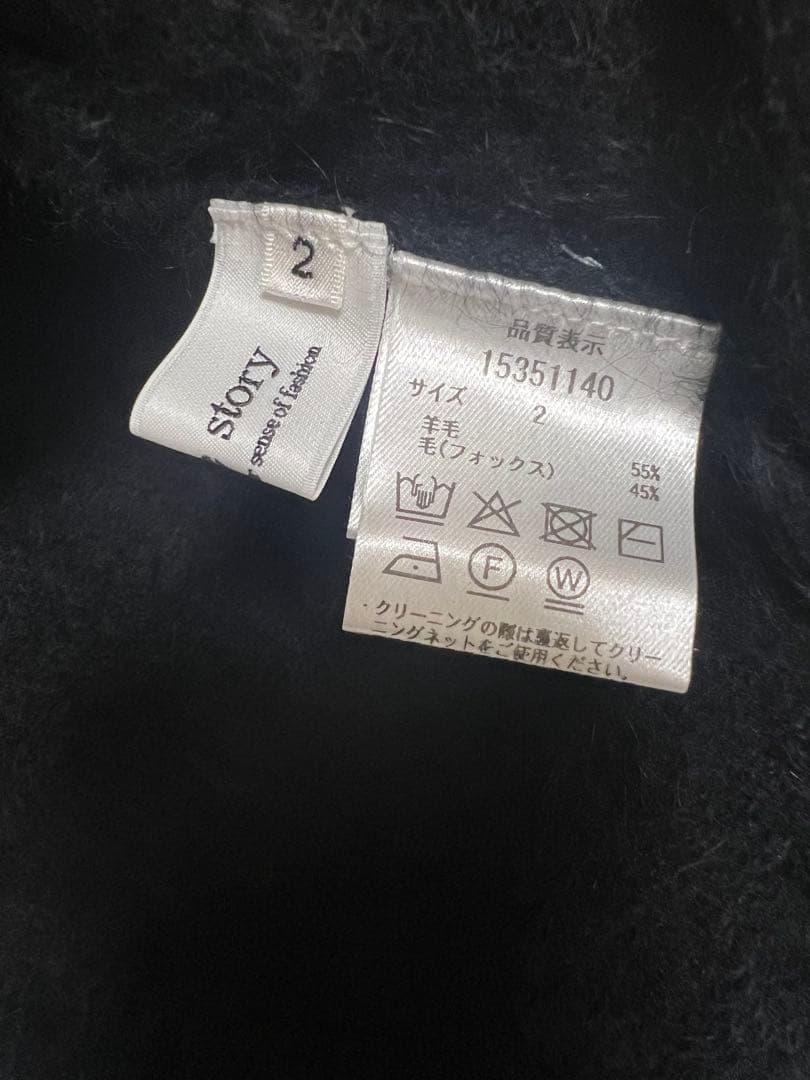 2
story
sense of fashion
品質表示
15351140
サイズ
2
羊毛 55%
毛(フォックス) 45%
F
W
・クリーニングの際は裏返してクリー
ニングネットをご使用ください。